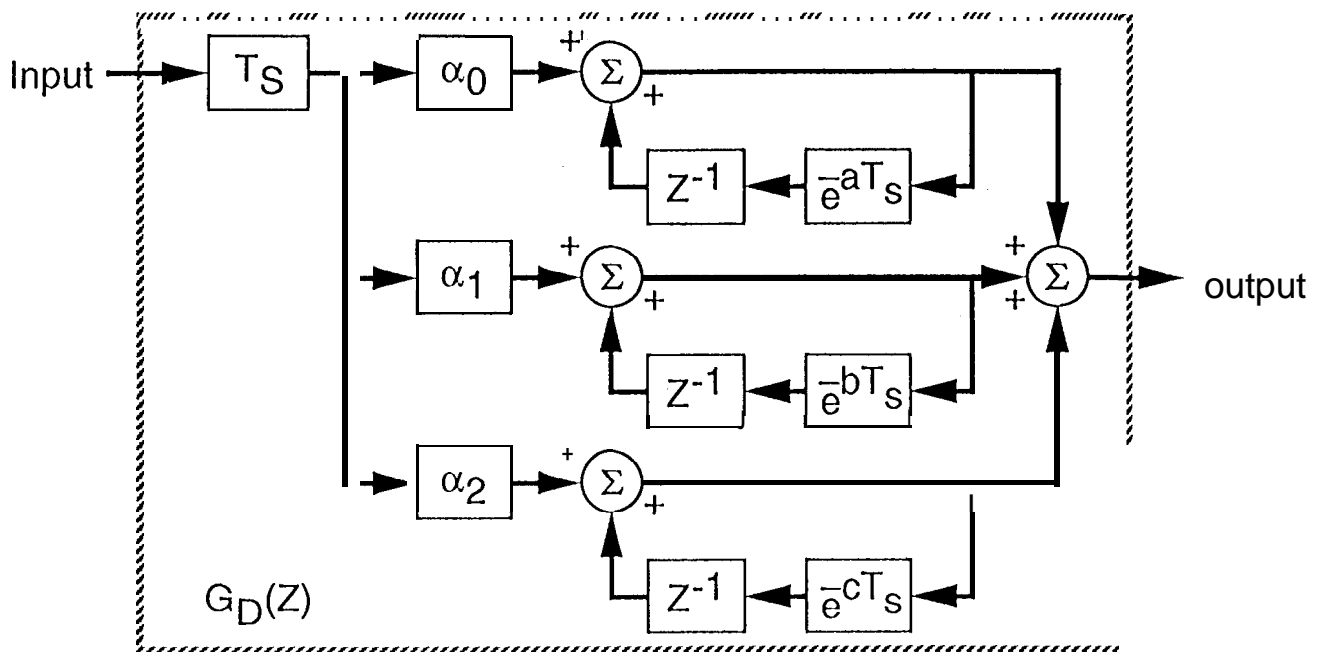 Input
T_S
α_0
+
Σ
+
Z^-1
e^-aT_s
α_1
+
Σ
+
+
+
Σ
output
Z^-1
e^-bT_s
α_2
+
Σ
+
Z^-1
e^-cT_s
G_D(Z)